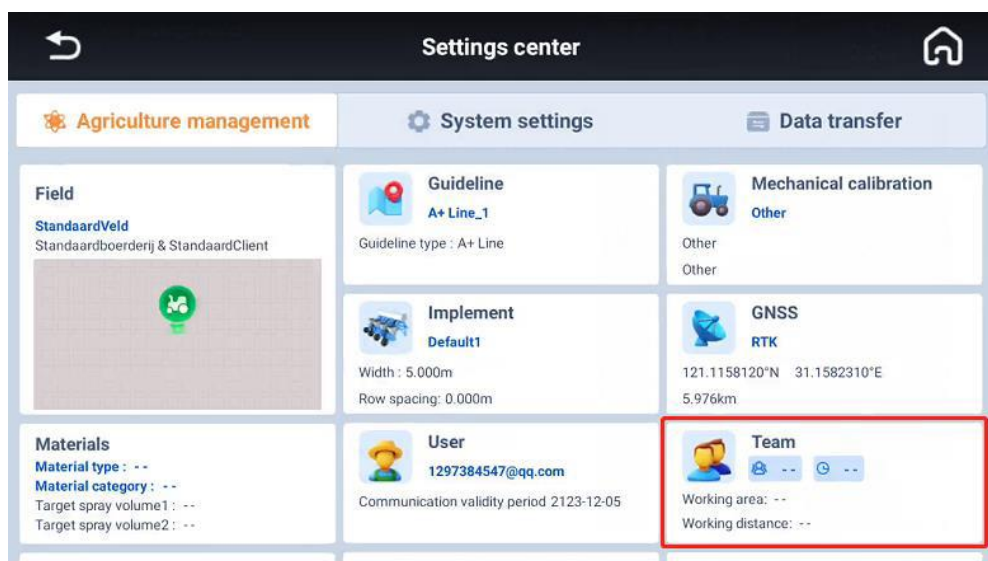 Settings center
Agriculture management
System settings
Data transfer
Field
StandaardVeld
Standaardboerderij & StandaardClient
Guideline
A+ Line_1
Guideline type : A+ Line
Mechanical calibration
Other
Other
Other
Implement
Default1
Width : 5.000m
Row spacing: 0.000m
GNSS
RTK
121.1158120°N 31.1582310°E
5.976km
Materials
Material type : --
Material category : --
Target spray volume1 : --
Target spray volume2 : --
User
1297384547@qq.com
Communication validity period 2123-12-05
Team
-- --
Working area: --
Working distance: --